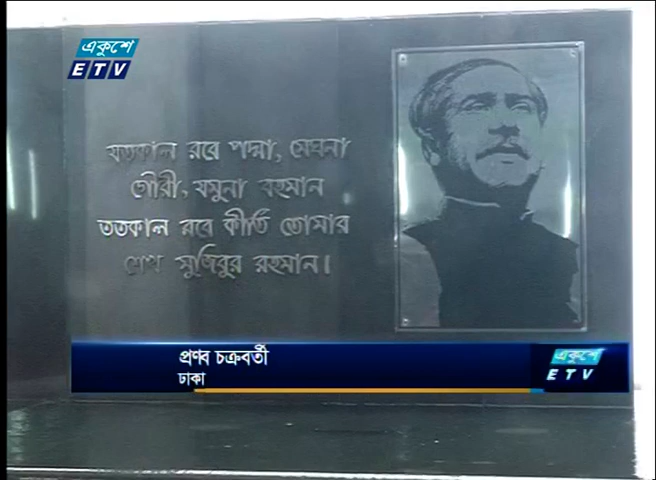 একুশে
ETV
যতকাল রবে পদ্মা, মেঘনা
গৌরী, যমুনা বহমান
ততকাল রবে কীর্তি তোমার
শেখ মুজিবুর রহমান।
প্রণব চক্রবর্তী
ঢাকা
একুশে
ETV